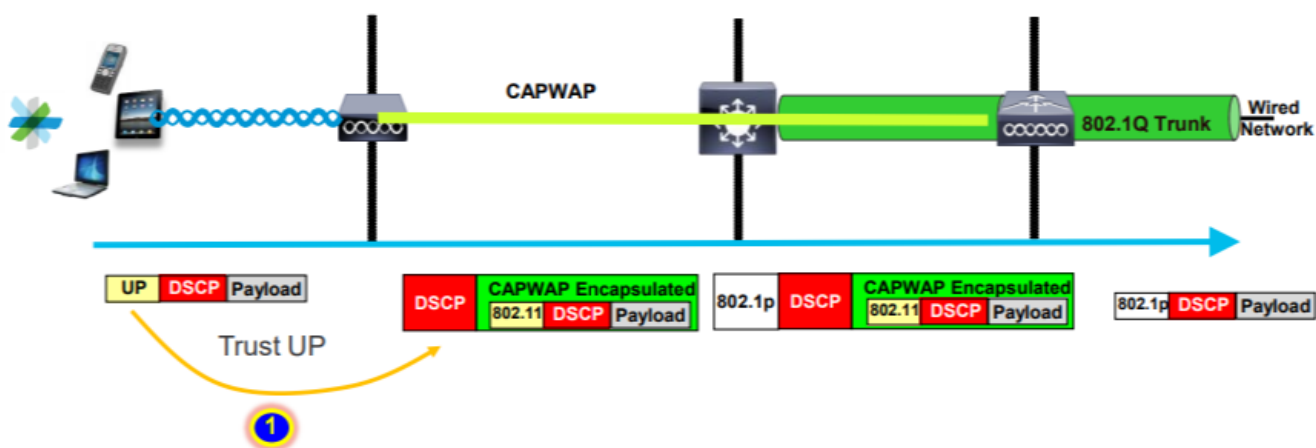 CAPWAP
802.1Q Trunk
Wired
Network
UP DSCP Payload
DSCP
CAPWAP Encapsulated
802.11 DSCP Payload
802.1p DSCP
CAPWAP Encapsulated
802.11 DSCP Payload
802.1p DSCP Payload
Trust UP
1